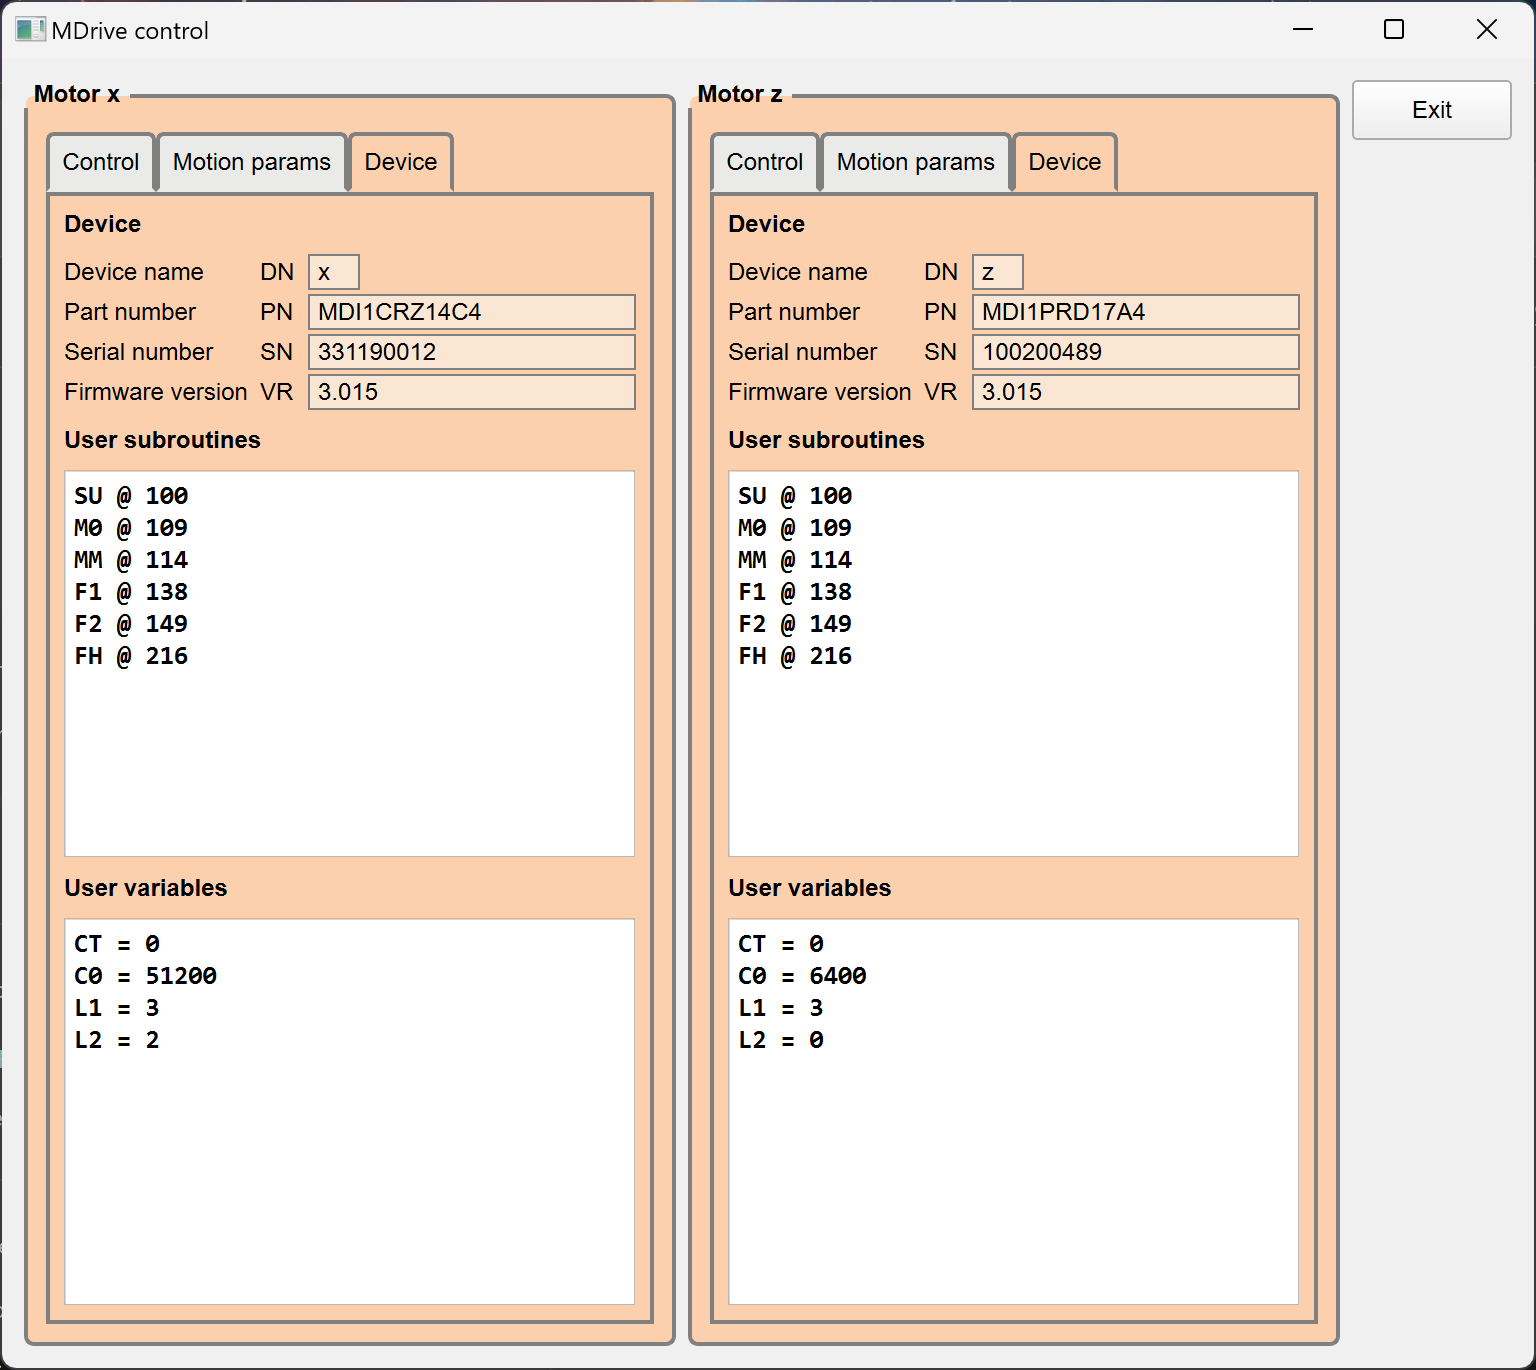 MDrive control
Exit
Motor x
Control Motion params Device
Device
Device name DN x
Part number PN MDI1CRZ14C4
Serial number SN 331190012
Firmware version VR 3.015
User subroutines
SU @ 100
M0 @ 109
MM @ 114
F1 @ 138
F2 @ 149
FH @ 216
User variables
CT = 0
C0 = 51200
L1 = 3
L2 = 2
Motor z
Control Motion params Device
Device
Device name DN z
Part number PN MDI1PRD17A4
Serial number SN 100200489
Firmware version VR 3.015
User subroutines
SU @ 100
M0 @ 109
MM @ 114
F1 @ 138
F2 @ 149
FH @ 216
User variables
CT = 0
C0 = 6400
L1 = 3
L2 = 0